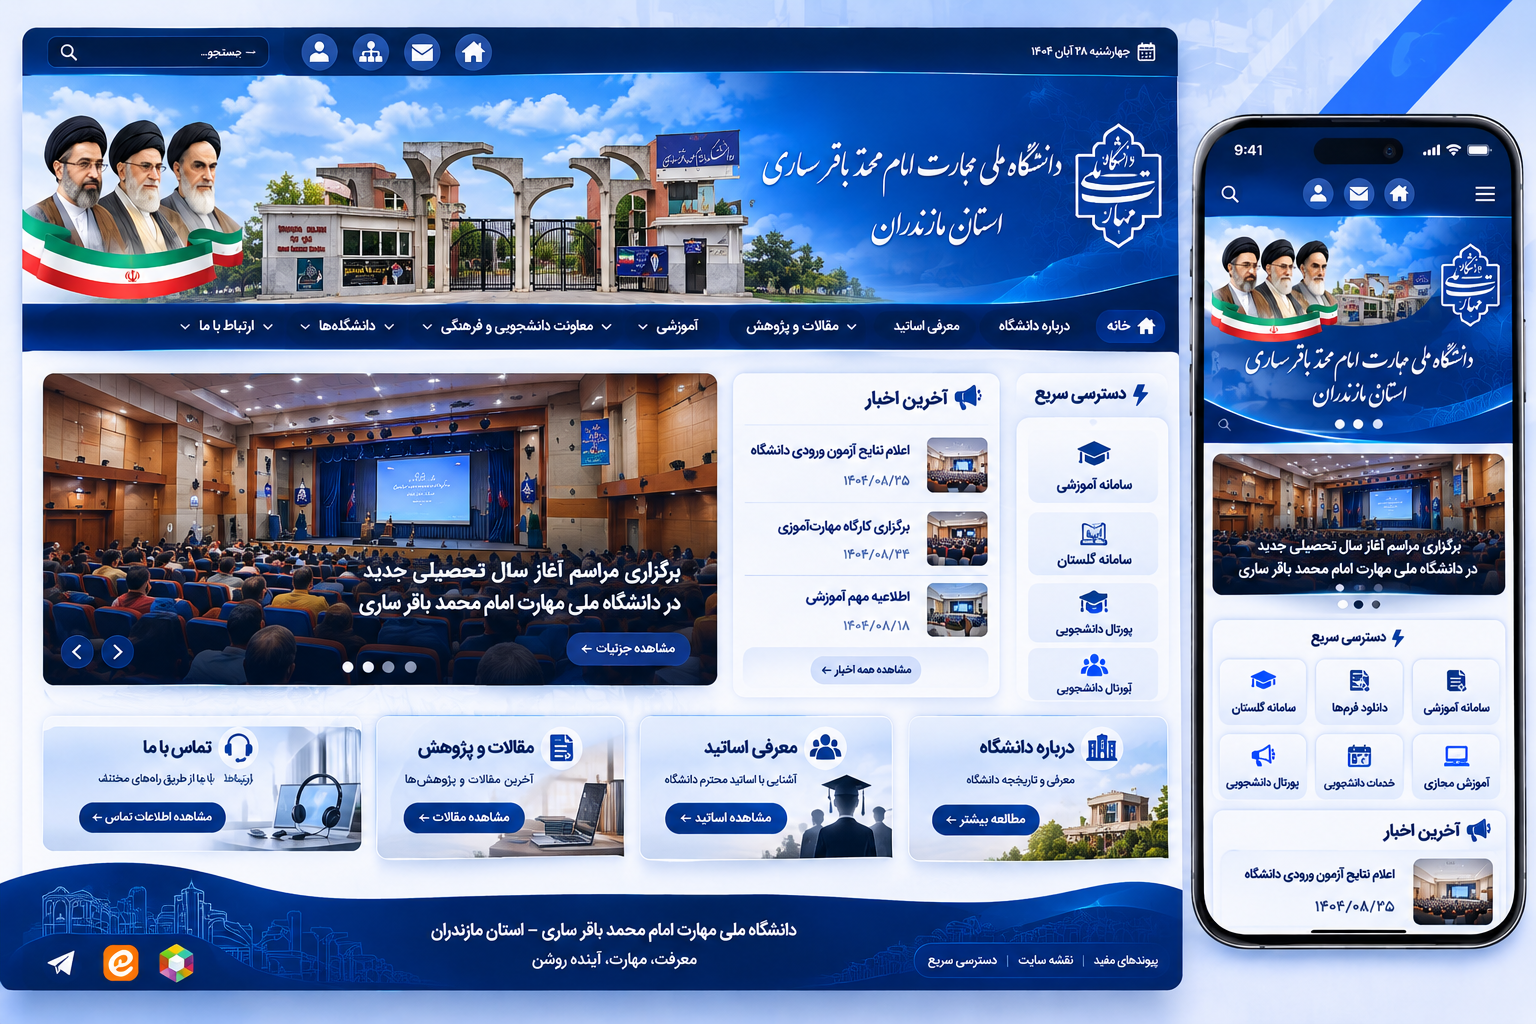 چهارشنبه ۲۸ آبان ۱۴۰۴
جستجو...
دانشگاه ملی مهارت امام محمد باقر ساری
استان مازندران
دانشگاه
ملی
مهارت
خانه
درباره دانشگاه
معرفی اساتید
مقالات و پژوهش
آموزشی
معاونت دانشجویی و فرهنگی
دانشگاه‌ها
ارتباط با ما
دسترسی سریع
سامانه آموزشی
سامانه گلستان
پورتال دانشجویی
پورتال دانشجویی
آخرین اخبار
اعلام نتایج آزمون ورودی دانشگاه
۱۴۰۴/۰۸/۲۵
برگزاری کارگاه مهارت‌آموزی
۱۴۰۴/۰۸/۲۴
اطلاعیه مهم آموزشی
۱۴۰۴/۰۸/۱۸
مشاهده همه اخبار ←
برگزاری مراسم آغاز سال تحصیلی جدید
در دانشگاه ملی مهارت امام محمد باقر ساری
مشاهده جزئیات ←
درباره دانشگاه
معرفی و تاریخچه دانشگاه
مطالعه بیشتر ←
معرفی اساتید
آشنایی با اساتید محترم دانشگاه
مشاهده اساتید ←
مقالات و پژوهش
آخرین مقالات و پژوهش‌ها
مشاهده مقالات ←
تماس با ما
از طریق راه‌های مختلف
مشاهده اطلاعات تماس ←
دانشگاه ملی مهارت امام محمد باقر ساری – استان مازندران
معرفت، مهارت، آینده روشن
پیوندهای مفید | نقشه سایت | دسترسی سریع
9:41
دانشگاه
ملی
مهارت
دانشگاه ملی مهارت امام محمد باقر ساری
استان مازندران
برگزاری مراسم آغاز سال تحصیلی جدید
در دانشگاه ملی مهارت امام محمد باقر ساری
دسترسی سریع
سامانه آموزشی
دانلود فرم‌ها
سامانه گلستان
آموزش مجازی
خدمات دانشجویی
پورتال دانشجویی
آخرین اخبار
اعلام نتایج آزمون ورودی دانشگاه
۱۴۰۴/۰۸/۲۵